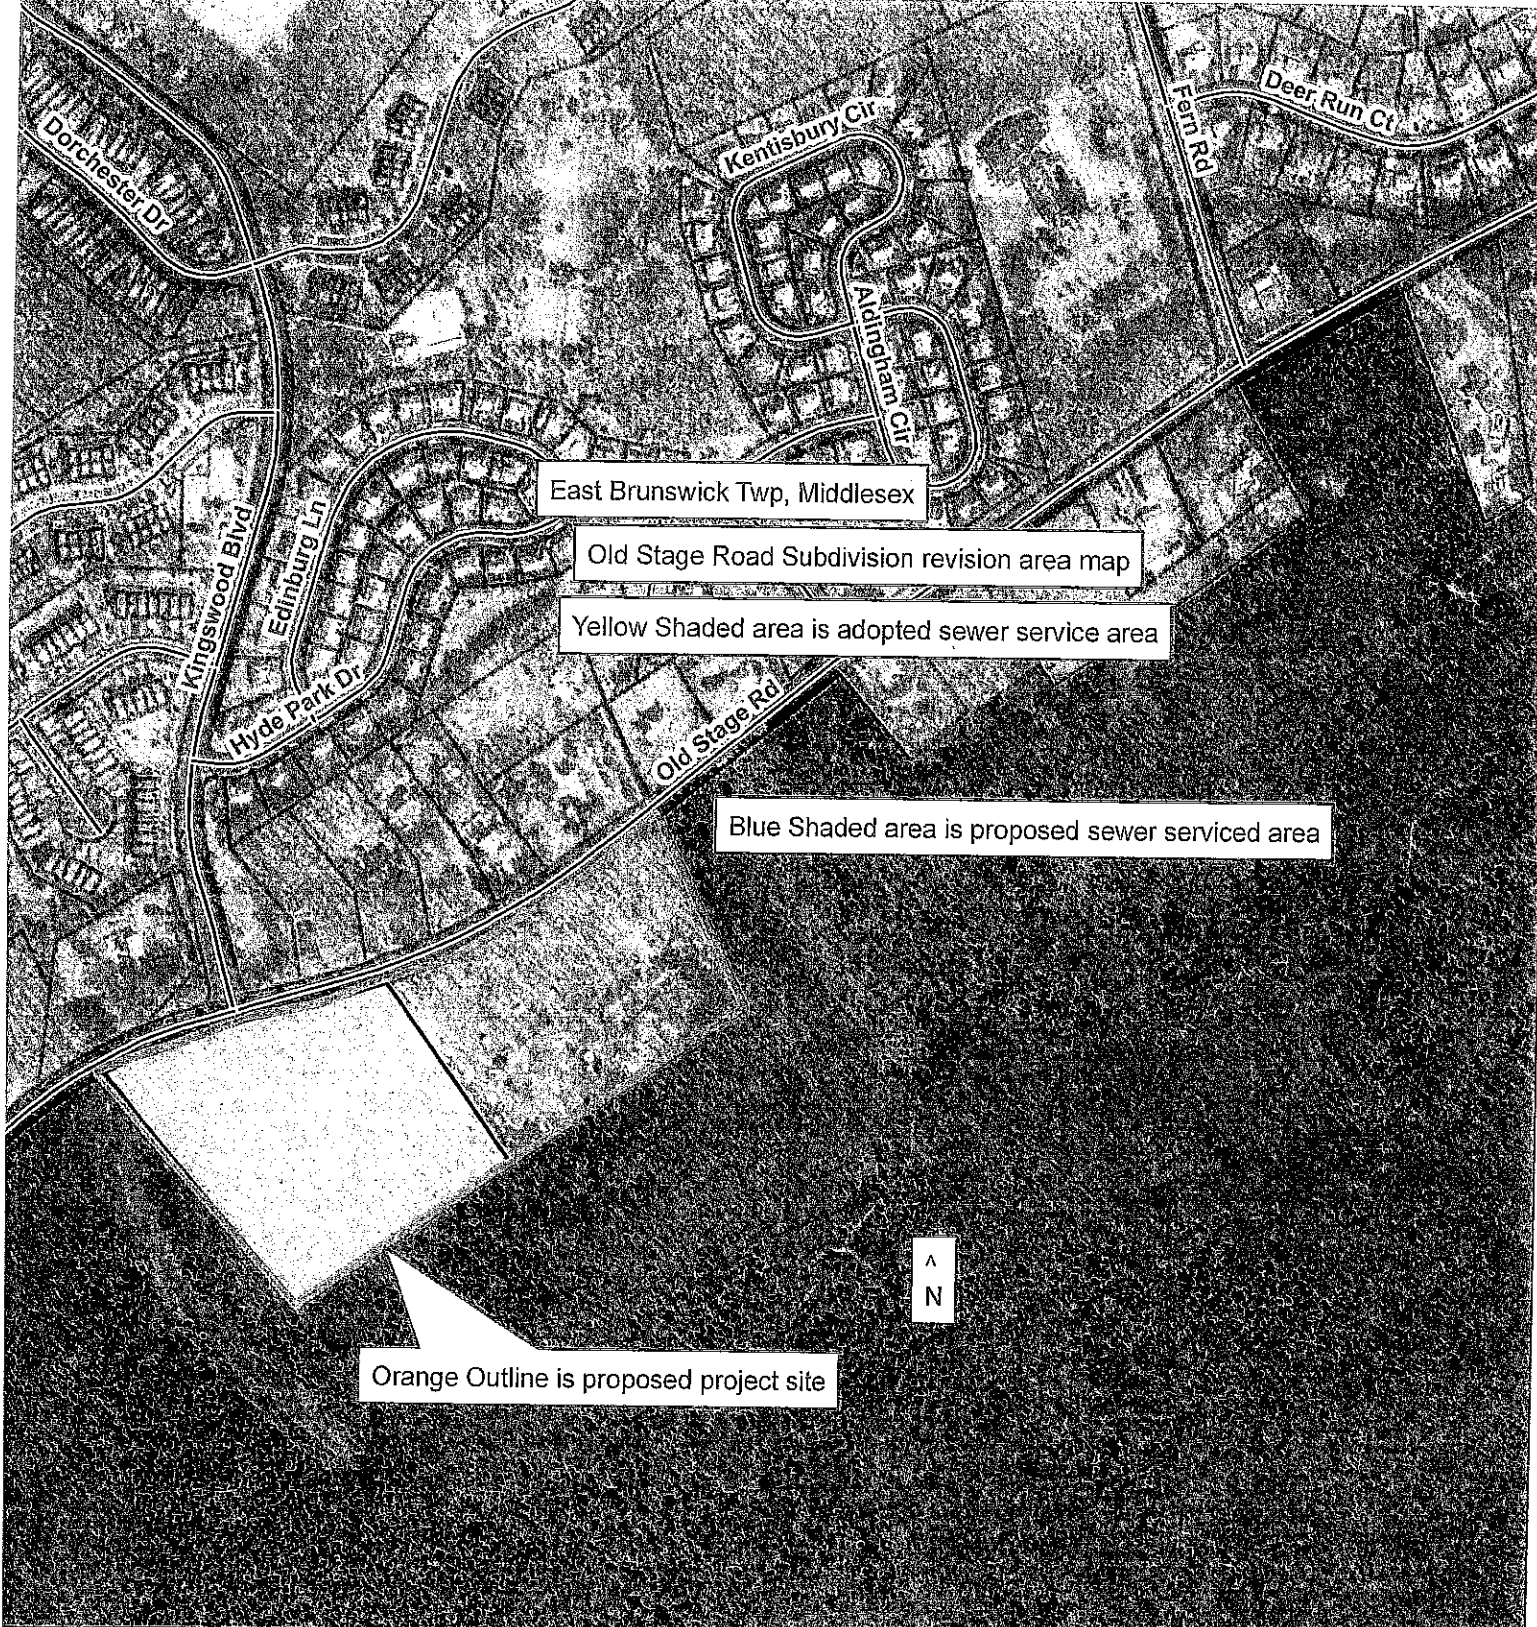 Kentisbury Cir
Deer Run Ct
Fern Rd
Dorchester Dr
Aldingham Cir
East Brunswick Twp, Middlesex
Old Stage Road Subdivision revision area map
Yellow Shaded area is adopted sewer service area
Edinburg Ln
Kingswood Blvd
Hyde Park Dr
Old Stage Rd
Blue Shaded area is proposed sewer serviced area
^
N
Orange Outline is proposed project site